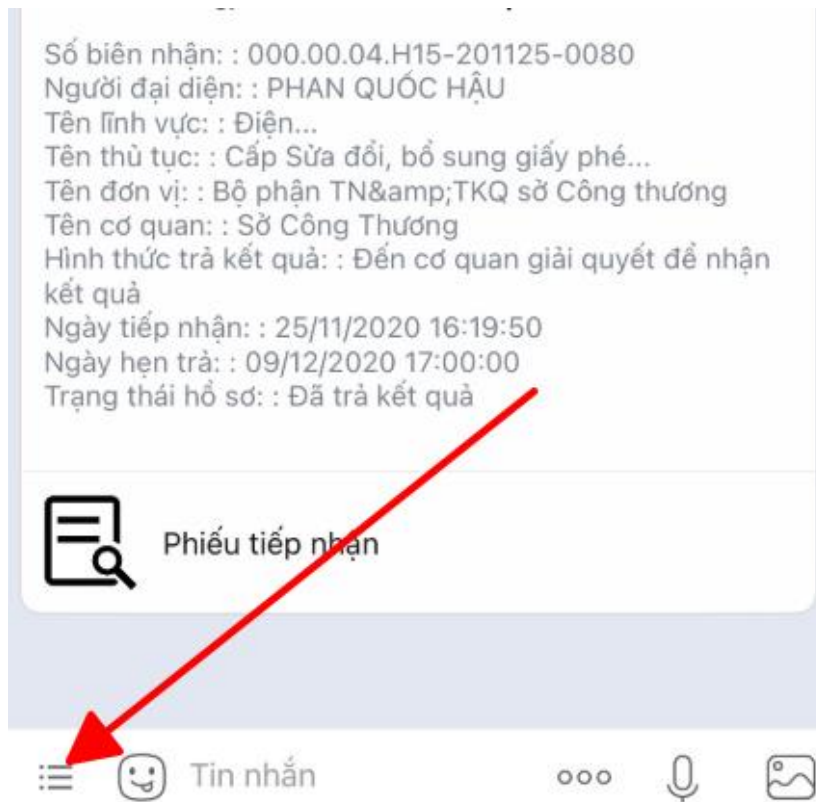 Số biên nhận: : 000.00.04.H15-201125-0080
Người đại diện: : PHAN QUỐC HẬU
Tên lĩnh vực: : Điện...
Tên thủ tục: : Cấp Sửa đổi, bổ sung giấy phé...
Tên đơn vị: : Bộ phận TN&amp;TKQ sở Công thương
Tên cơ quan: : Sở Công Thương
Hình thức trả kết quả: : Đến cơ quan giải quyết để nhận
kết quả
Ngày tiếp nhận: : 25/11/2020 16:19:50
Ngày hẹn trả: : 09/12/2020 17:00:00
Trạng thái hồ sơ: : Đã trả kết quả
Phiếu tiếp nhận
Tin nhắn